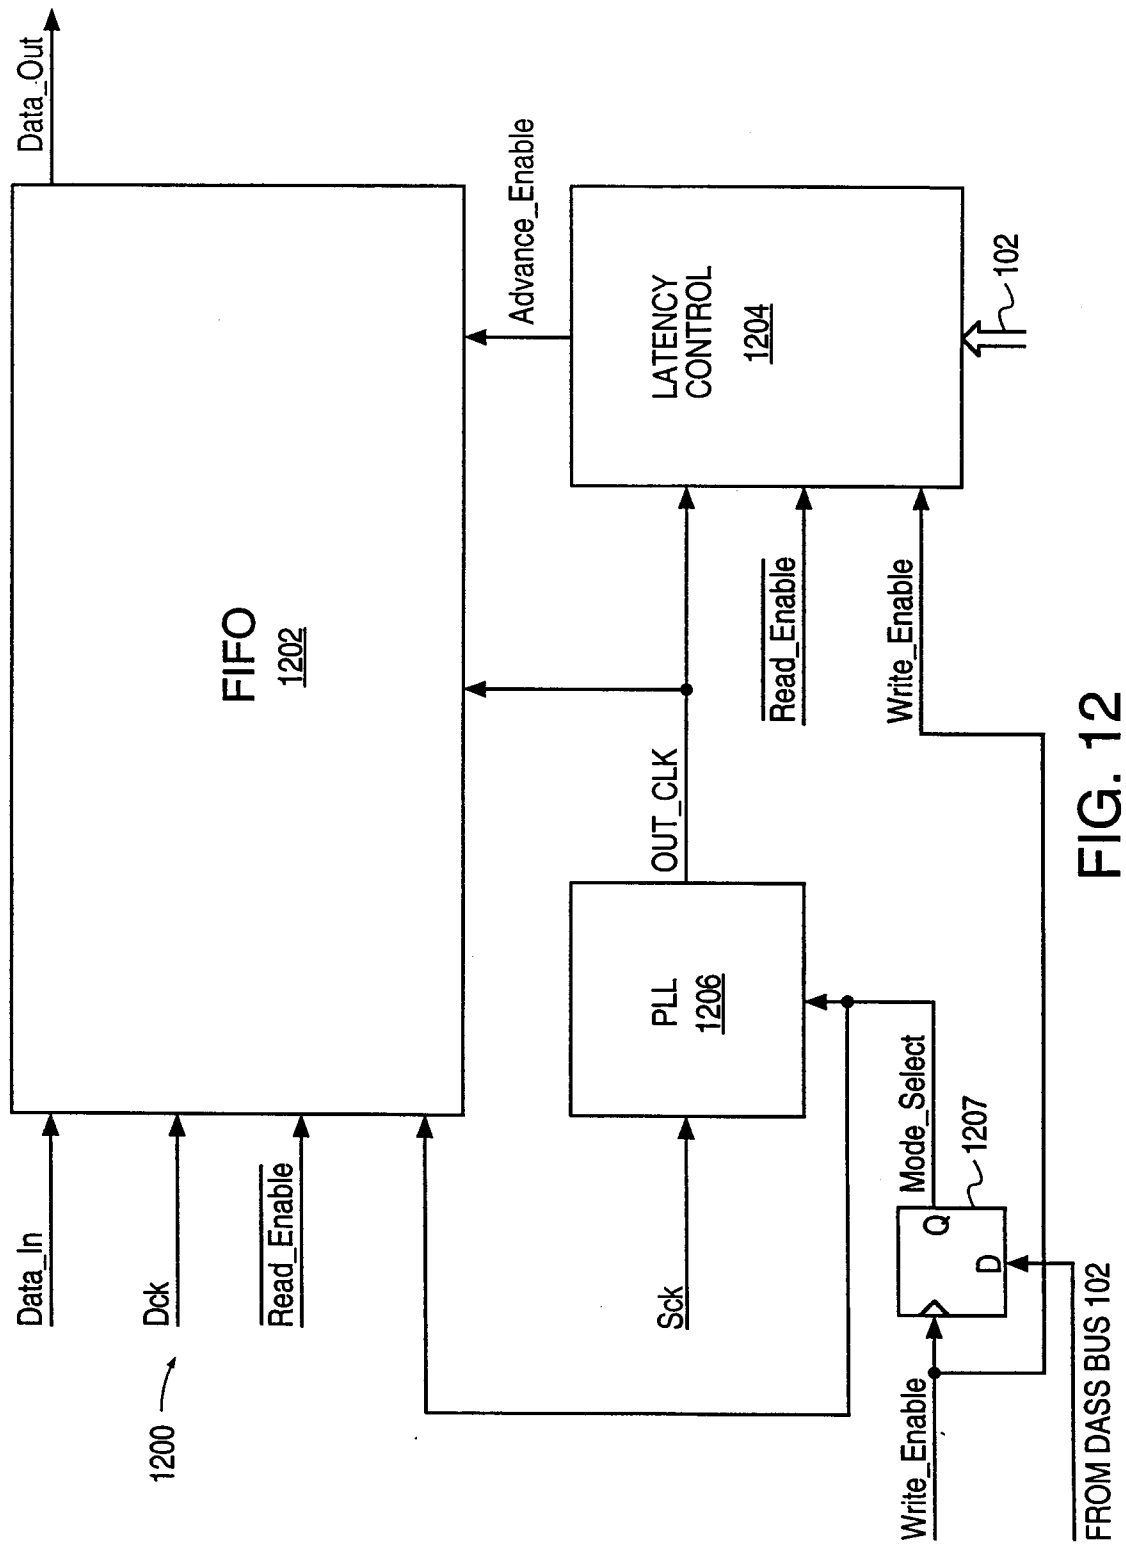 Data_In
Dck
Read_Enable
1200
FIFO
1202
Data_Out
Sck
PLL
1206
OUT_CLK
Advance_Enable
LATENCY
CONTROL
1204
Read_Enable
Write_Enable
102
Write_Enable
Q
D
Mode_Select
1207
FROM DASS BUS 102
FIG. 12